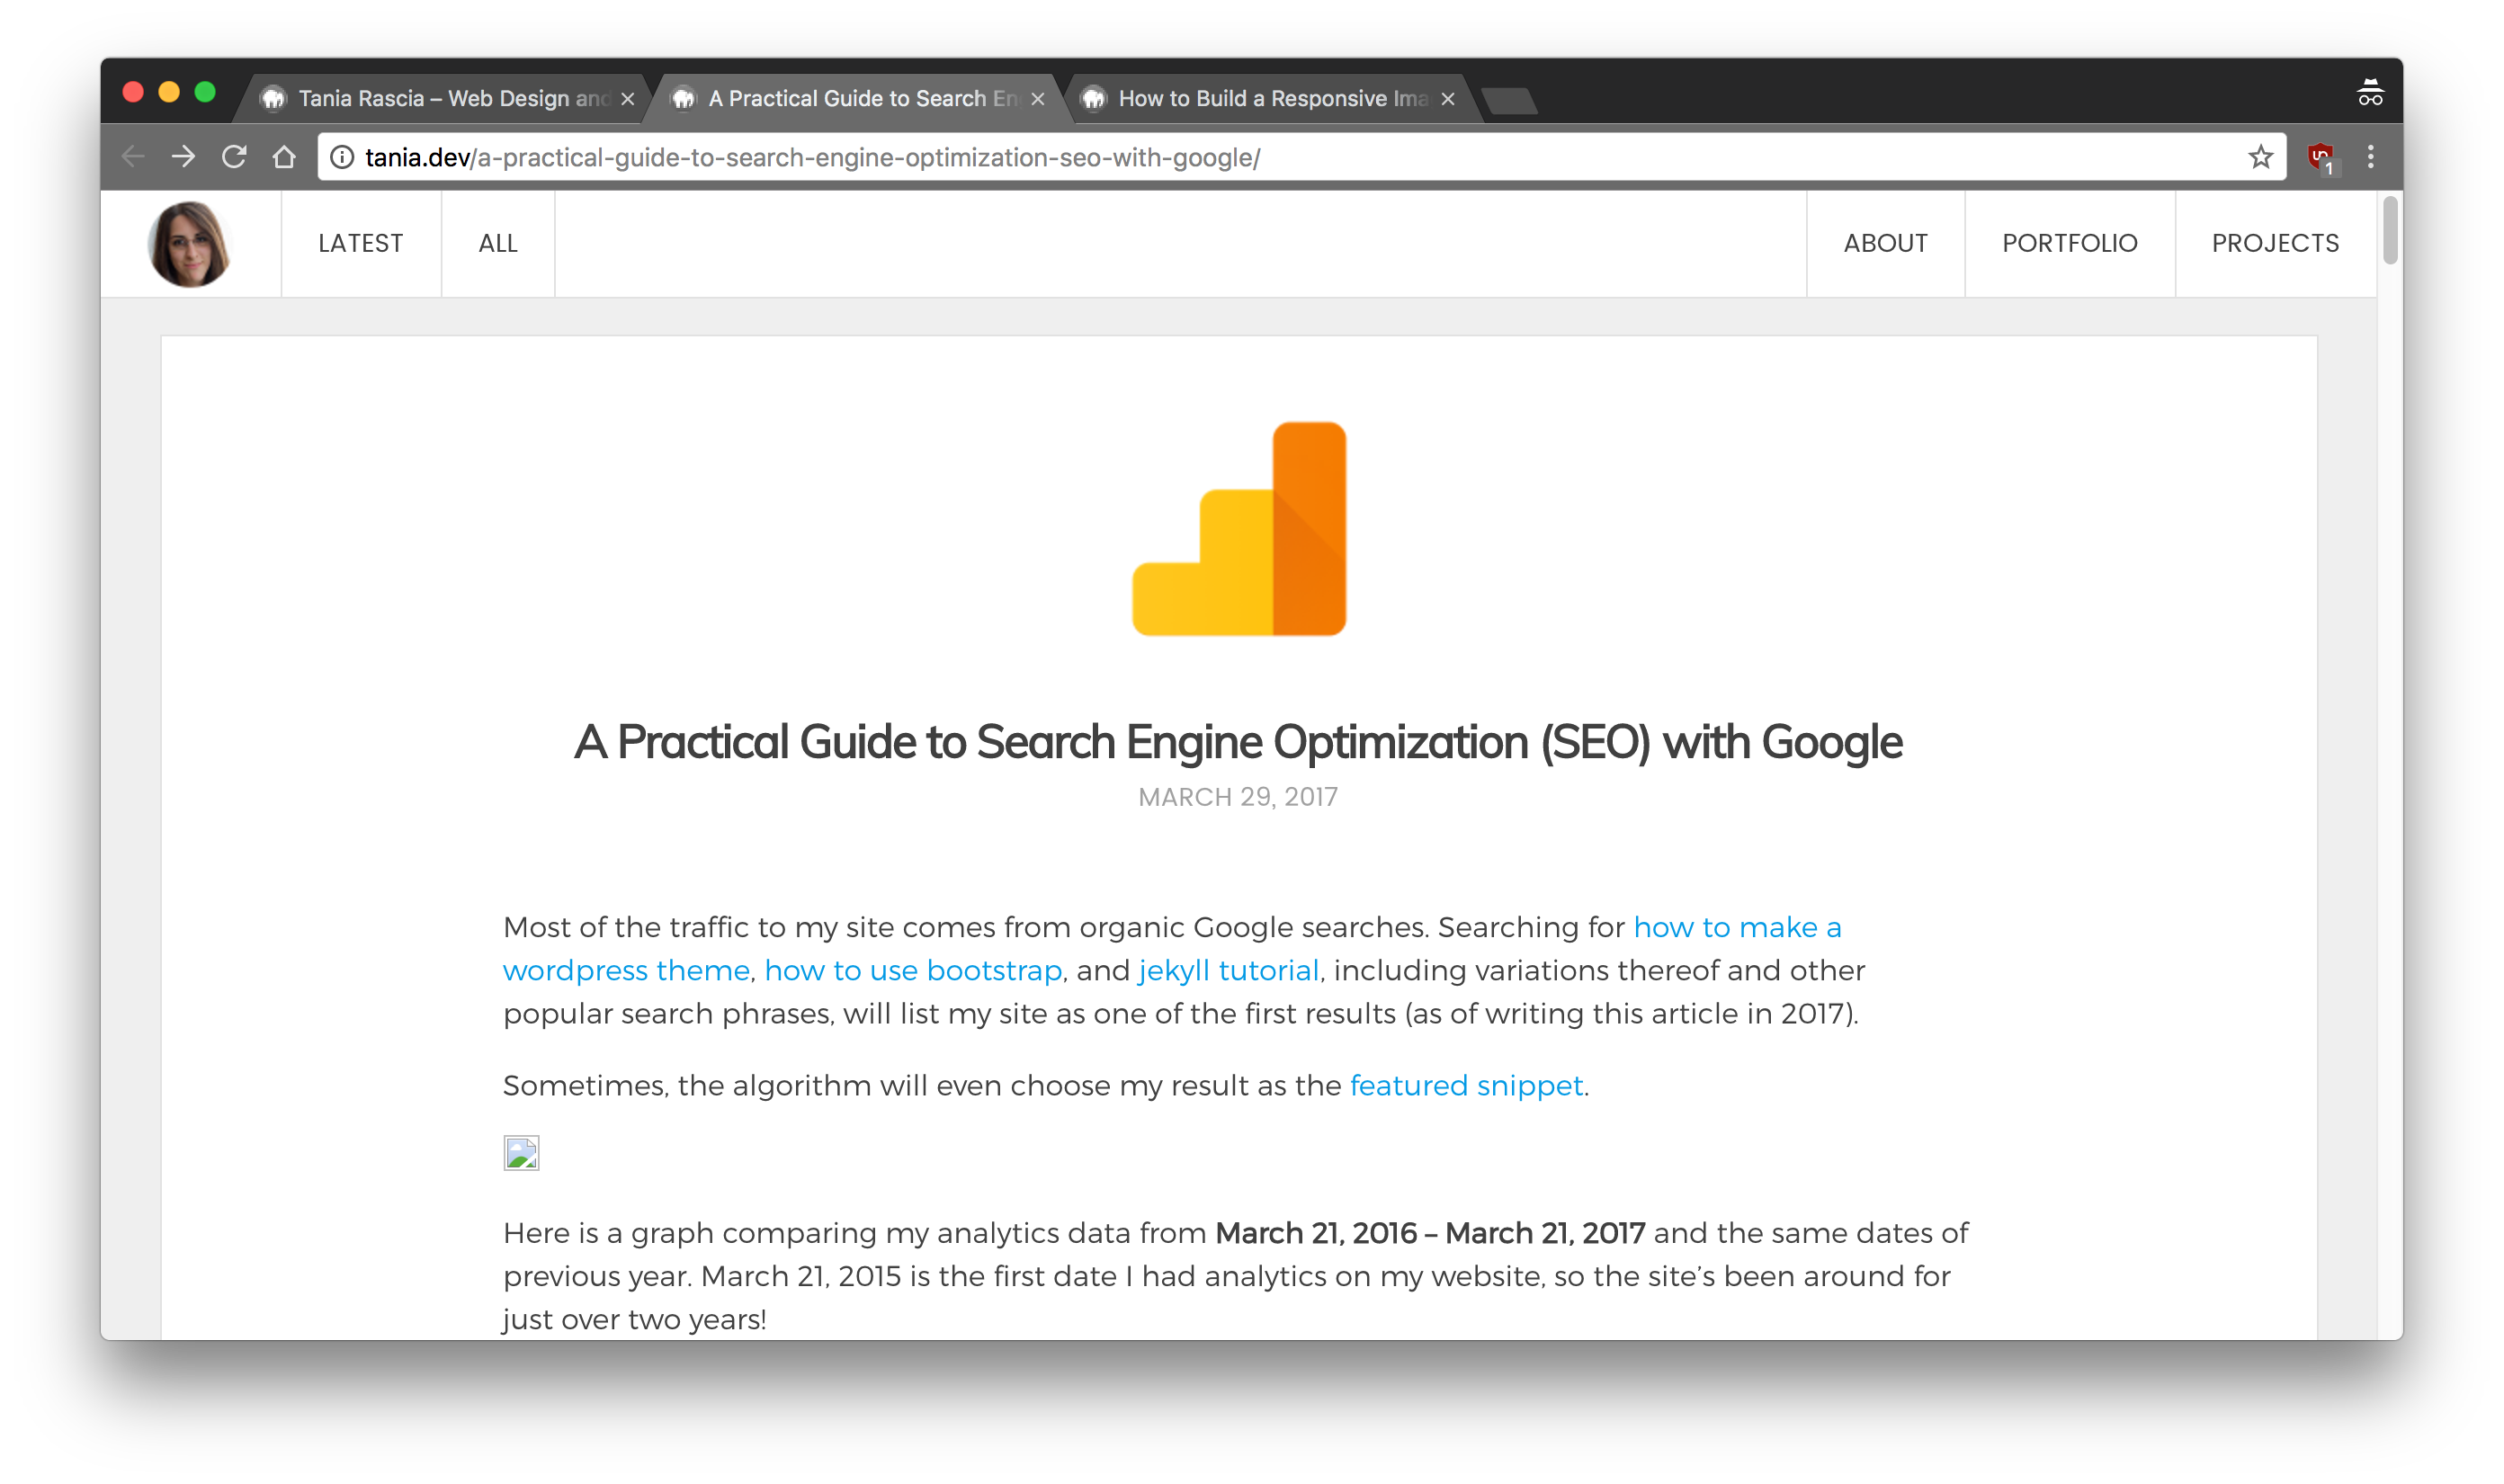 Tania Rascia – Web Design and
A Practical Guide to Search En
How to Build a Responsive Ima
tania.dev/a-practical-guide-to-search-engine-optimization-seo-with-google/
1
LATEST
ALL
ABOUT
PORTFOLIO
PROJECTS
A Practical Guide to Search Engine Optimization (SEO) with Google
MARCH 29, 2017
Most of the traffic to my site comes from organic Google searches. Searching for how to make a
wordpress theme, how to use bootstrap, and jekyll tutorial, including variations thereof and other
popular search phrases, will list my site as one of the first results (as of writing this article in 2017).
Sometimes, the algorithm will even choose my result as the featured snippet.
Here is a graph comparing my analytics data from March 21, 2016 – March 21, 2017 and the same dates of
previous year. March 21, 2015 is the first date I had analytics on my website, so the site’s been around for
just over two years!